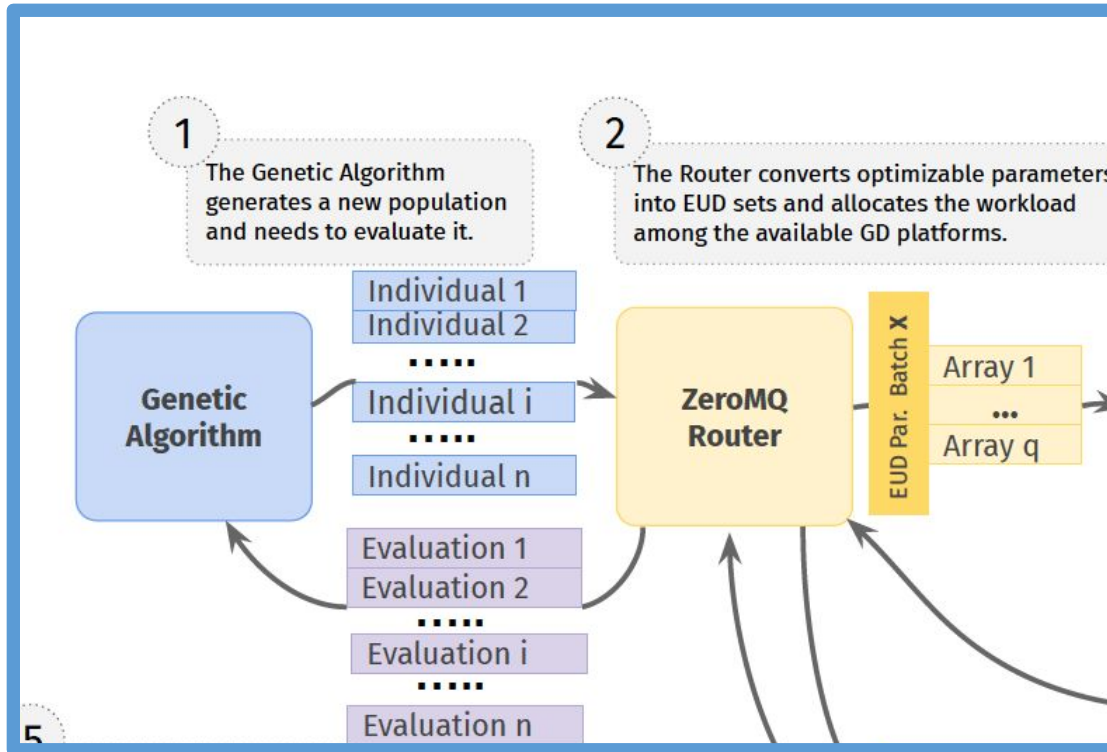 1
The Genetic Algorithm
generates a new population
and needs to evaluate it.
2
The Router converts optimizable parameters
into EUD sets and allocates the workload
among the available GD platforms.
Genetic
Algorithm
Individual 1
Individual 2
.....
Individual i
.....
Individual n
ZeroMQ
Router
EUD Par. Batch X
Array 1
...
Array q
Evaluation 1
Evaluation 2
.....
Evaluation i
.....
Evaluation n
5